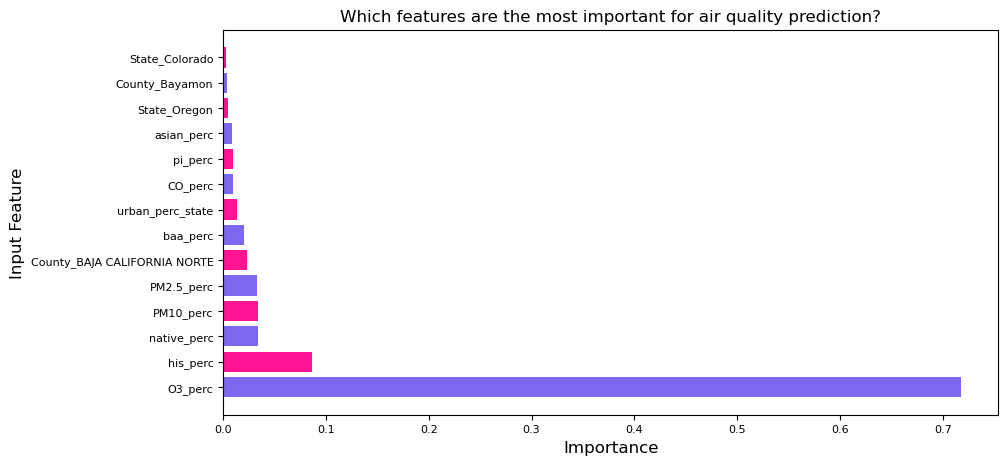 Which features are the most important for air quality prediction?
Input Feature
State_Colorado
County_Bayamon
State_Oregon
asian_perc
pi_perc
CO_perc
urban_perc_state
baa_perc
County_BAJA CALIFORNIA NORTE
PM2.5_perc
PM10_perc
native_perc
his_perc
O3_perc
0.0 0.1 0.2 0.3 0.4 0.5 0.6 0.7
Importance